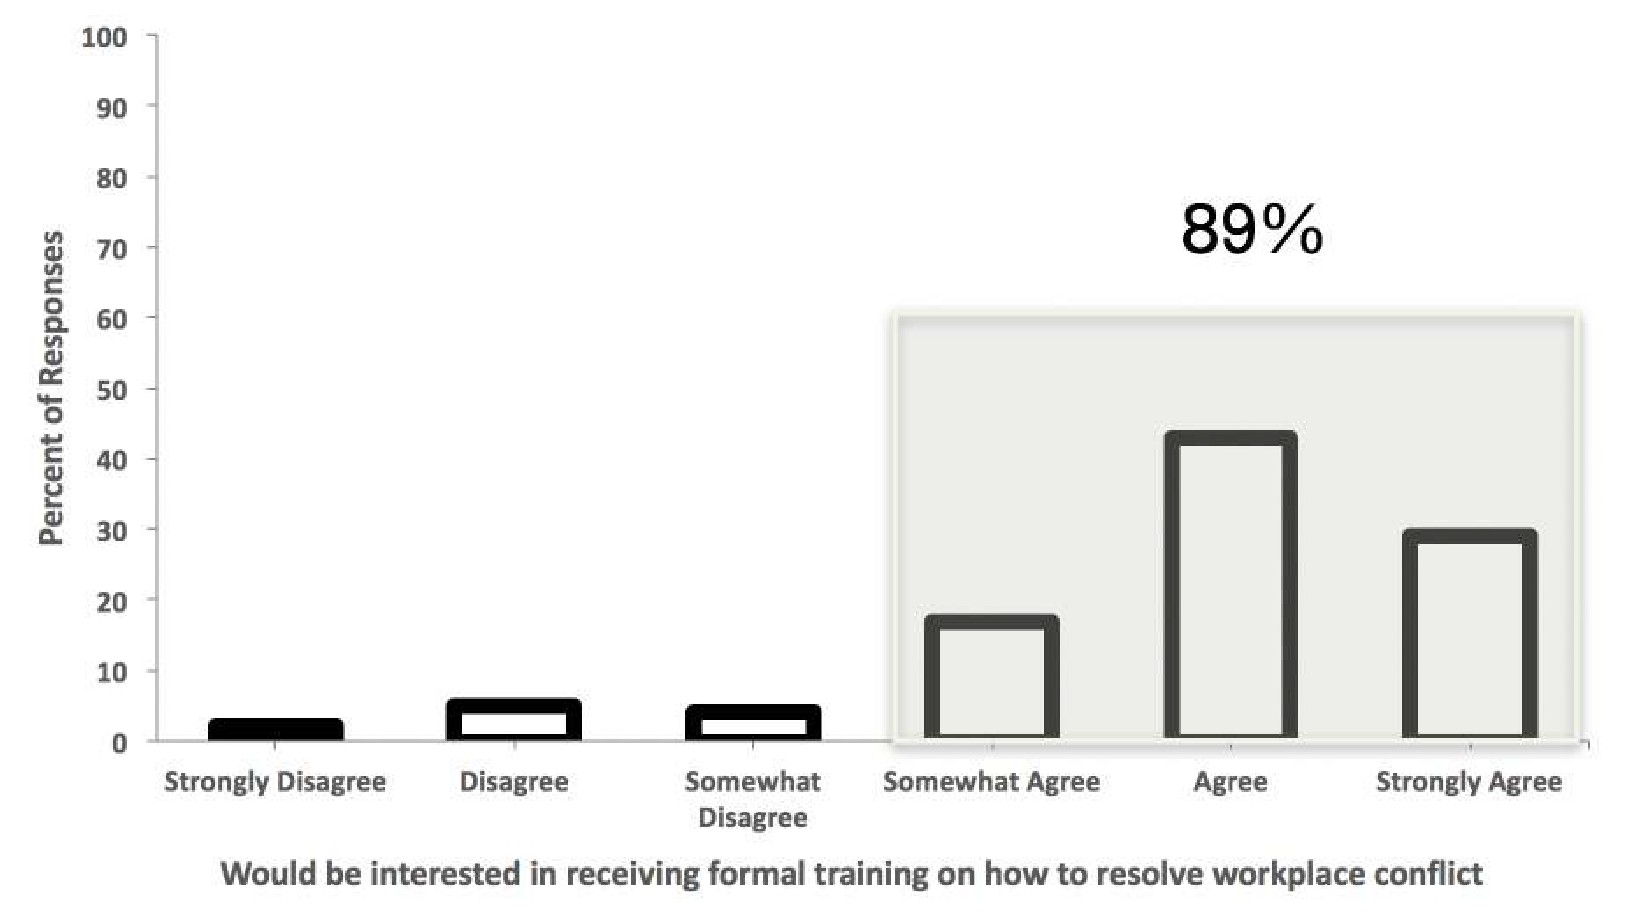 100
90
80
70
60
50
40
30
20
10
0
Percent of Responses
89%
Strongly Disagree
Disagree
Somewhat
Disagree
Somewhat Agree
Agree
Strongly Agree
Would be interested in receiving formal training on how to resolve workplace conflict